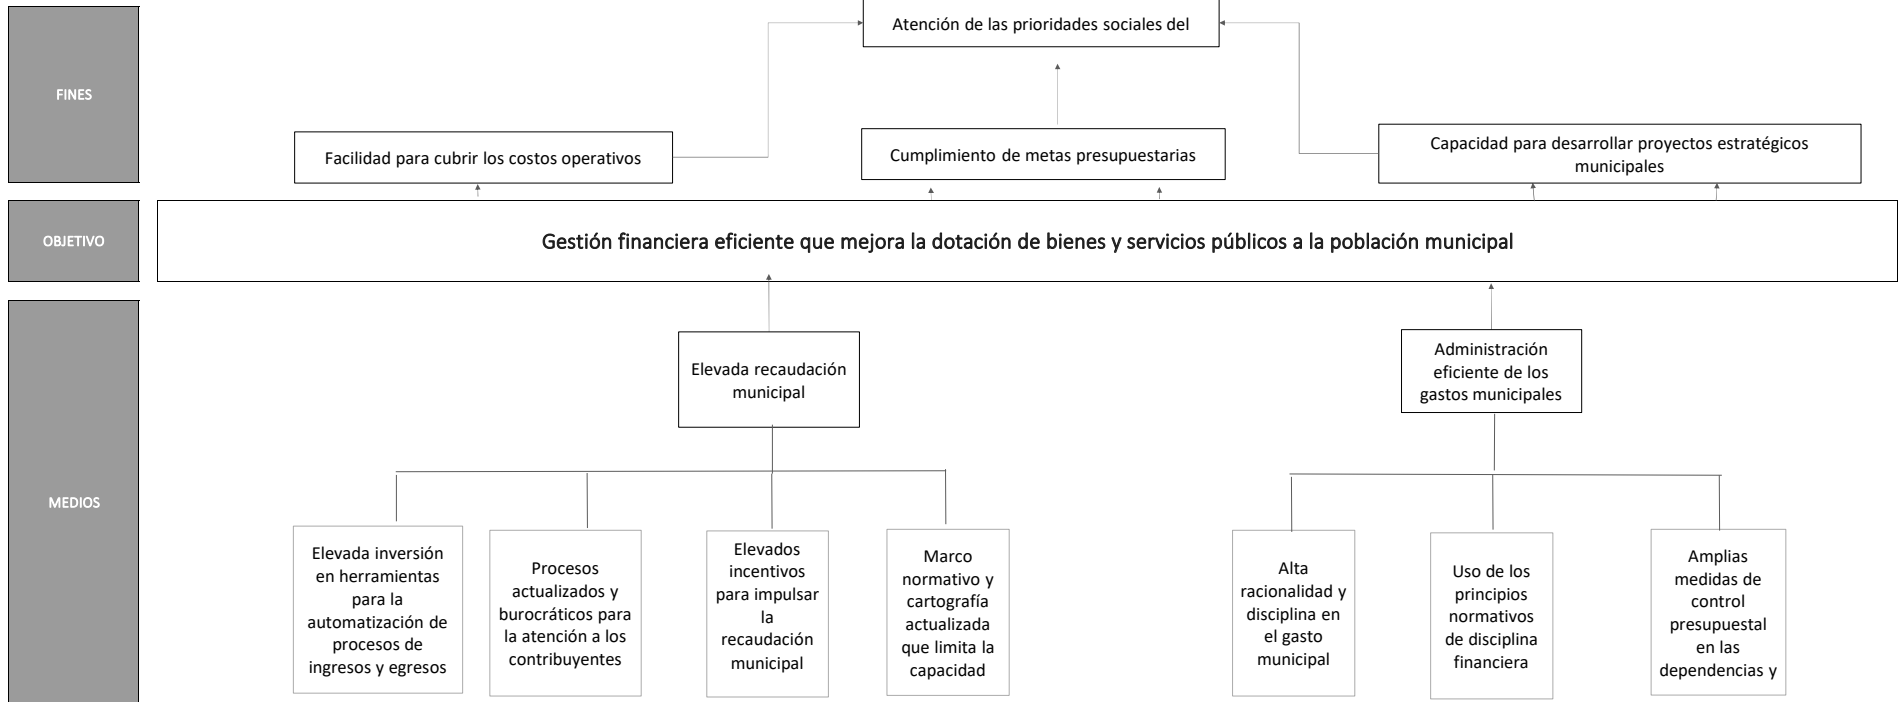 FINES
Atención de las prioridades sociales del
Facilidad para cubrir los costos operativos
Cumplimiento de metas presupuestarias
Capacidad para desarrollar proyectos estratégicos
municipales
OBJETIVO
Gestión financiera eficiente que mejora la dotación de bienes y servicios públicos a la población municipal
MEDIOS
Elevada recaudación
municipal
Administración
eficiente de los
gastos municipales
Elevada inversión
en herramientas
para la
automatización de
procesos de
ingresos y egresos
Procesos
actualizados y
burocráticos para
la atención a los
contribuyentes
Elevados
incentivos
para impulsar
la
recaudación
municipal
Marco
normativo y
cartografía
actualizada
que limita la
capacidad
Alta
racionalidad y
disciplina en
el gasto
municipal
Uso de los
principios
normativos
de disciplina
financiera
Amplias
medidas de
control
presupuestal
en las
dependencias y